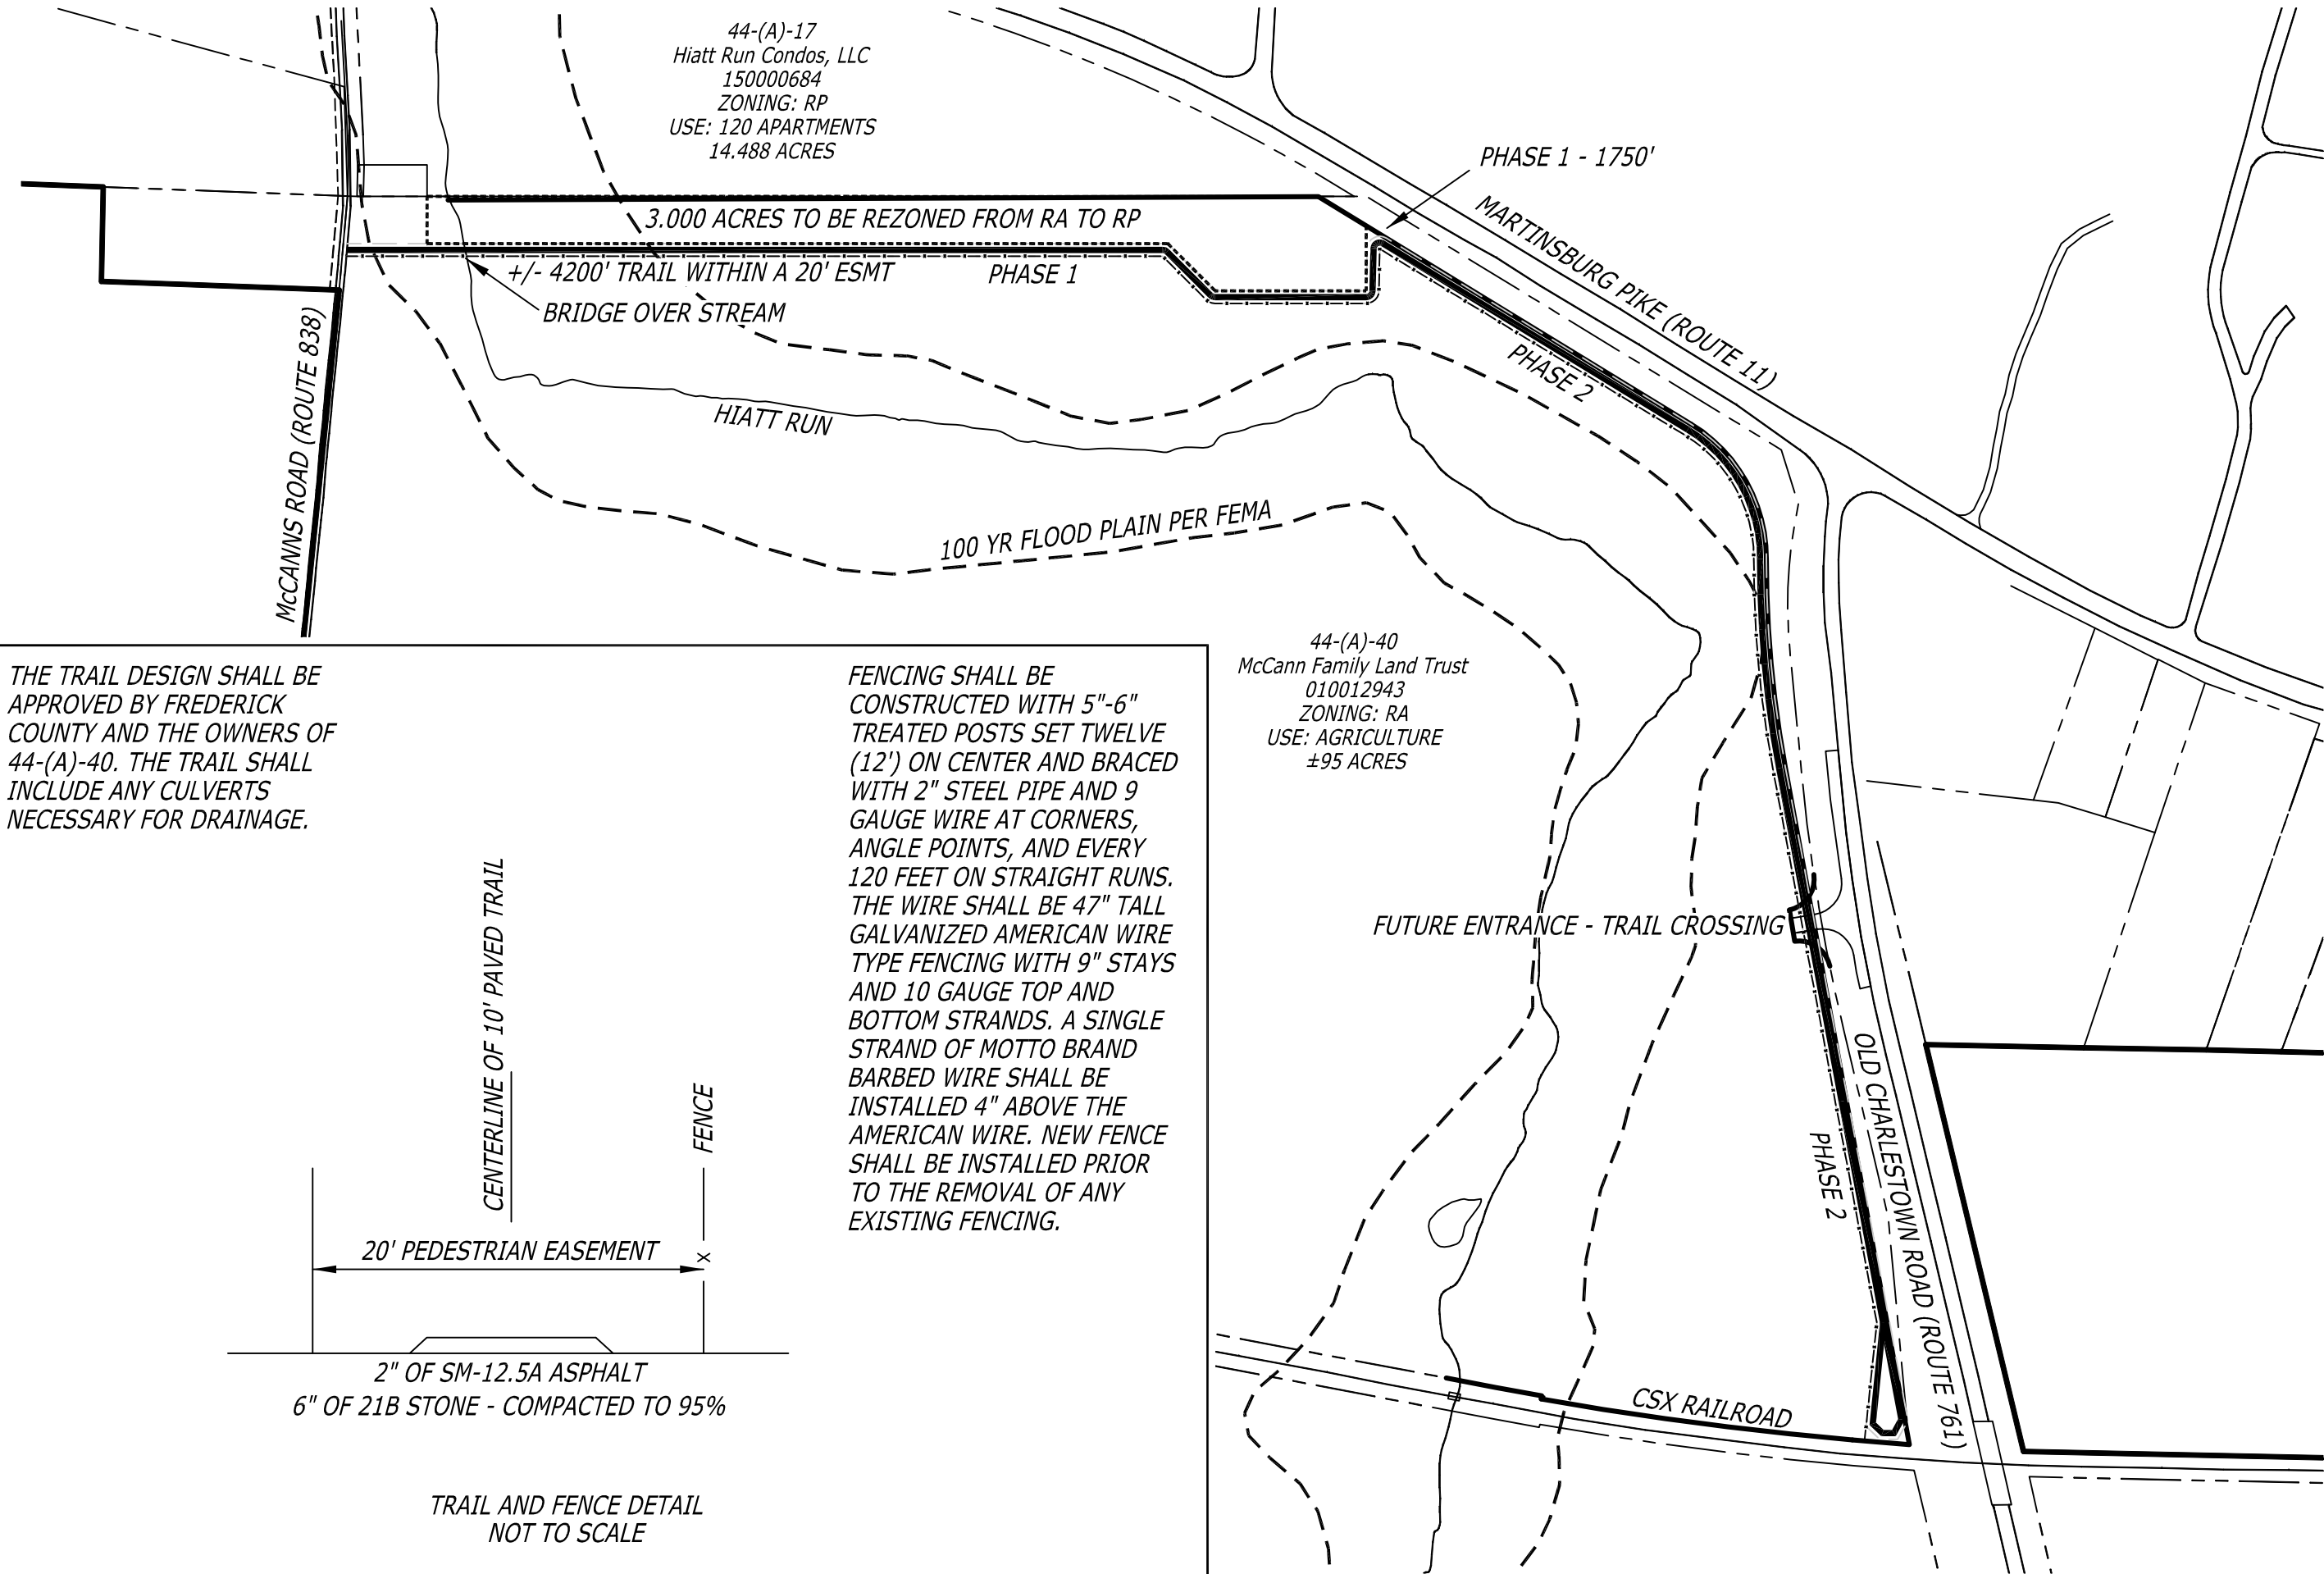 44-(A)-17
Hiatt Run Condos, LLC
150000684
ZONING: RP
USE: 120 APARTMENTS
14.488 ACRES
PHASE 1 - 1750'
MARTINSBURG PIKE (ROUTE 11)
3.000 ACRES TO BE REZONED FROM RA TO RP
+/- 4200' TRAIL WITHIN A 20' ESMT
PHASE 1
BRIDGE OVER STREAM
McCANNS ROAD (ROUTE 838)
PHASE 2
HIATT RUN
100 YR FLOOD PLAIN PER FEMA
44-(A)-40
McCann Family Land Trust
010012943
ZONING: RA
USE: AGRICULTURE
±95 ACRES
FUTURE ENTRANCE - TRAIL CROSSING
OLD CHARLESTOWN ROAD (ROUTE 761)
PHASE 2
CSX RAILROAD
THE TRAIL DESIGN SHALL BE
APPROVED BY FREDERICK
COUNTY AND THE OWNERS OF
44-(A)-40. THE TRAIL SHALL
INCLUDE ANY CULVERTS
NECESSARY FOR DRAINAGE.
CENTERLINE OF 10' PAVED TRAIL
FENCE
X
20' PEDESTRIAN EASEMENT
2" OF SM-12.5A ASPHALT
6" OF 21B STONE - COMPACTED TO 95%
TRAIL AND FENCE DETAIL
NOT TO SCALE
FENCING SHALL BE
CONSTRUCTED WITH 5"-6"
TREATED POSTS SET TWELVE
(12') ON CENTER AND BRACED
WITH 2" STEEL PIPE AND 9
GAUGE WIRE AT CORNERS,
ANGLE POINTS, AND EVERY
120 FEET ON STRAIGHT RUNS.
THE WIRE SHALL BE 47" TALL
GALVANIZED AMERICAN WIRE
TYPE FENCING WITH 9" STAYS
AND 10 GAUGE TOP AND
BOTTOM STRANDS. A SINGLE
STRAND OF MOTTO BRAND
BARBED WIRE SHALL BE
INSTALLED 4" ABOVE THE
AMERICAN WIRE. NEW FENCE
SHALL BE INSTALLED PRIOR
TO THE REMOVAL OF ANY
EXISTING FENCING.